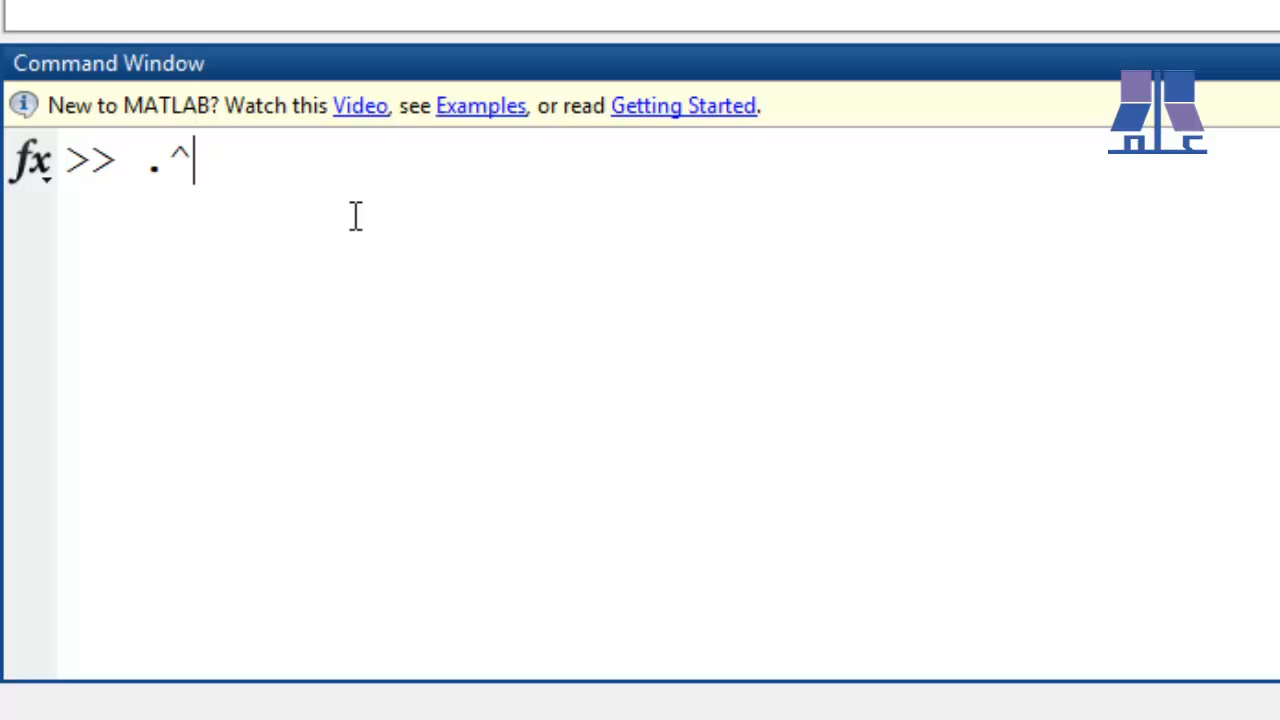 Command Window
New to MATLAB? Watch this Video, see Examples, or read Getting Started.
fx >> .^